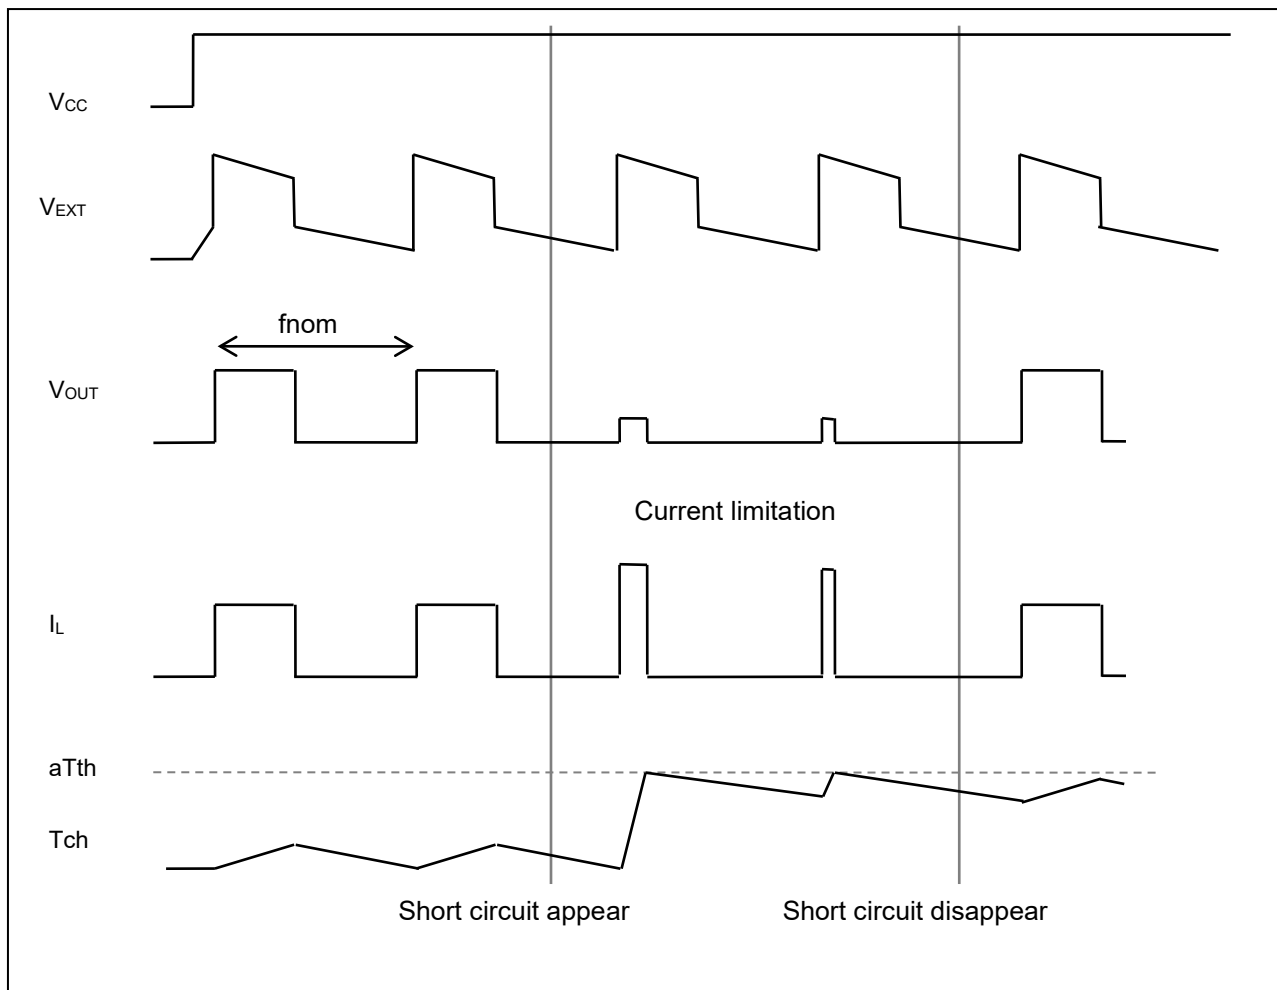 VCC
VEXT
fnom
VOUT
Current limitation
IL
aTth
Tch
Short circuit appear
Short circuit disappear